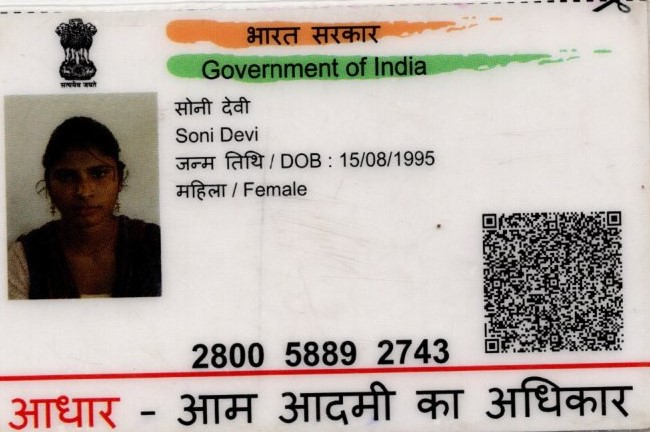 भारत सरकार
Government of India
सत्यमेव जयते
सोनी देवी
Soni Devi
जन्म तिथि / DOB : 15/08/1995
महिला / Female
2800 5889 2743
आधार - आम आदमी का अधिकार